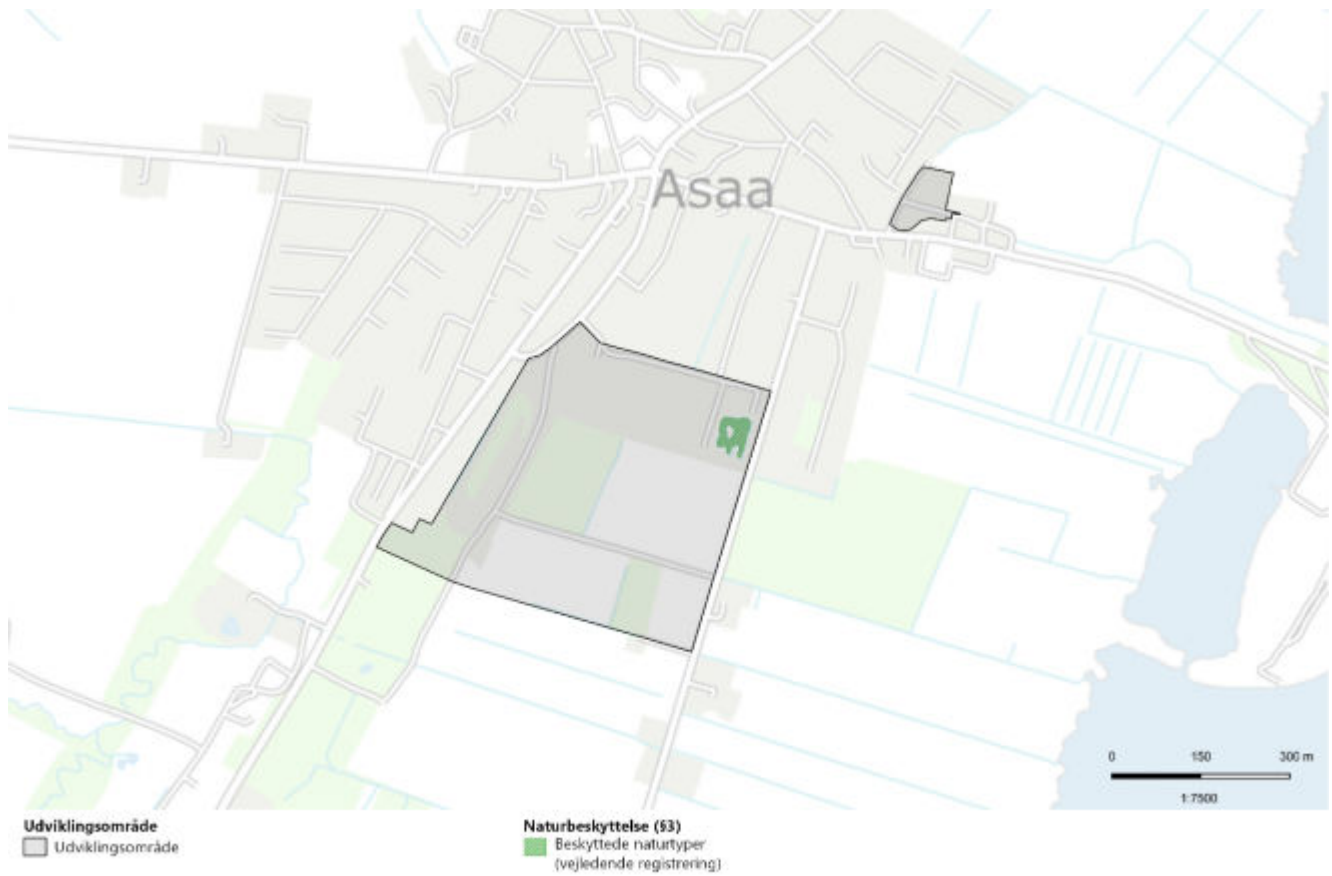 Asaa
0 150 300 m
1:7500
Udviklingsområde
Udviklingsområde
Naturbeskyttelse (§3)
Beskyttede naturtyper
(vejledende registrering)